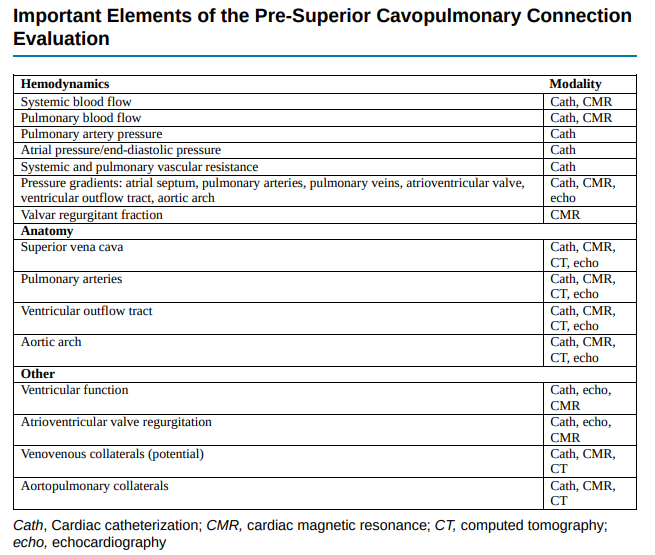 Important Elements of the Pre-Superior Cavopulmonary Connection
Evaluation
Hemodynamics Modality
Systemic blood flow Cath, CMR
Pulmonary blood flow Cath, CMR
Pulmonary artery pressure Cath
Atrial pressure/end-diastolic pressure Cath
Systemic and pulmonary vascular resistance Cath
Pressure gradients: atrial septum, pulmonary arteries, pulmonary veins, atrioventricular valve, Cath, CMR,
ventricular outflow tract, aortic arch echo
Valvar regurgitant fraction CMR
Anatomy
Superior vena cava Cath, CMR,
CT, echo
Pulmonary arteries Cath, CMR,
CT, echo
Ventricular outflow tract Cath, CMR,
CT, echo
Aortic arch Cath, CMR,
CT, echo
Other
Ventricular function Cath, echo,
CMR
Atrioventricular valve regurgitation Cath, echo,
CMR
Venovenous collaterals (potential) Cath, CMR,
CT
Aortopulmonary collaterals Cath, CMR,
CT
Cath, Cardiac catheterization; CMR, cardiac magnetic resonance; CT, computed tomography;
echo, echocardiography